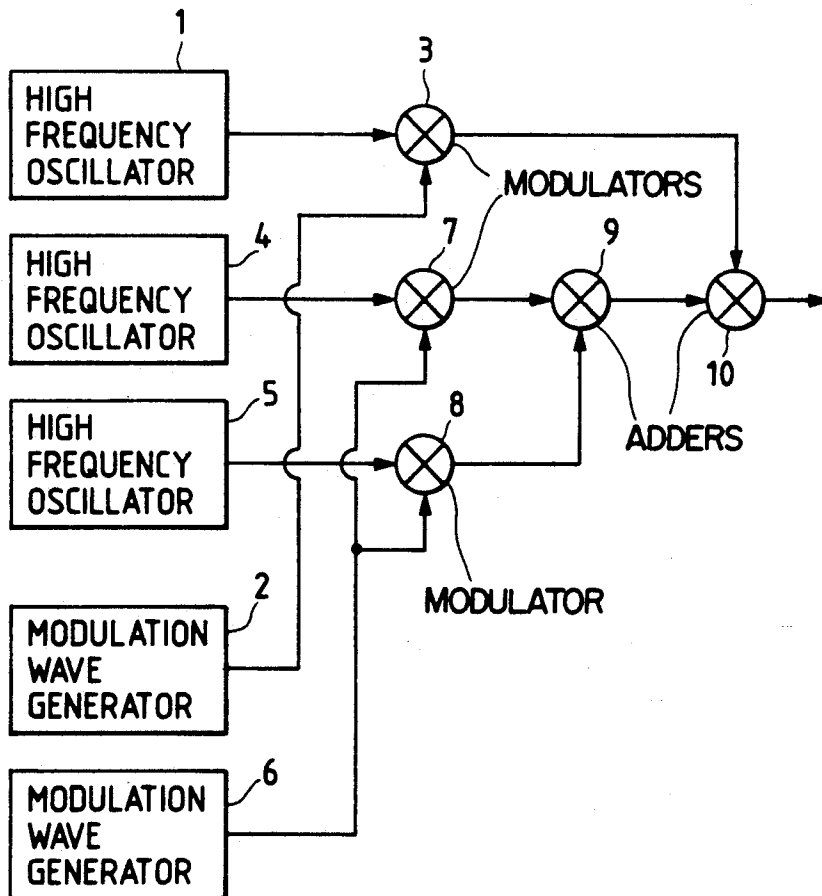 1
HIGH
FREQUENCY
OSCILLATOR
3
MODULATORS
4
HIGH
FREQUENCY
OSCILLATOR
7
9
10
5
HIGH
FREQUENCY
OSCILLATOR
8
ADDERS
MODULATOR
2
MODULATION
WAVE
GENERATOR
6
MODULATION
WAVE
GENERATOR